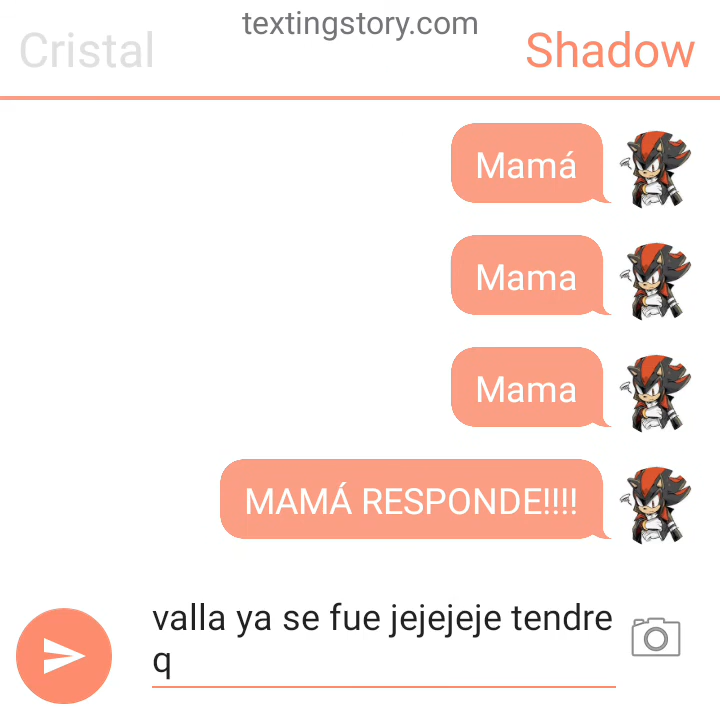 textingstory.com
Cristal
Shadow
Mamá
Mama
Mama
MAMÁ RESPONDE!!!!
valla ya se fue jejejeje tendre
q